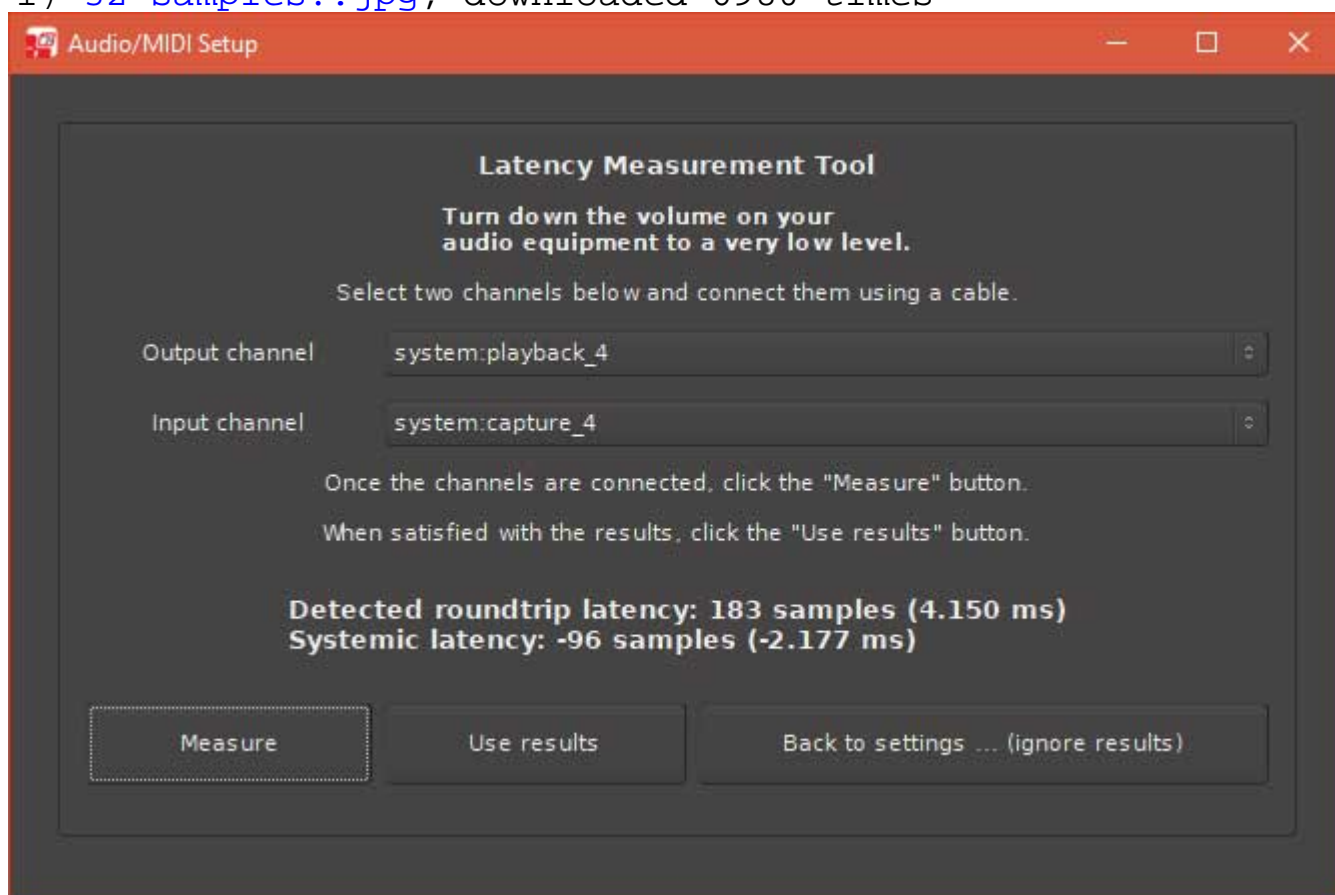 samples..jpg, downloaded times
Audio/MIDI Setup
Latency Measurement Tool
Turn down the volume on your
audio equipment to a very low level.
Select two channels below and connect them using a cable.
Output channel system:playback_4
Input channel system:capture_4
Once the channels are connected, click the "Measure" button.
When satisfied with the results, click the "Use results" button.
Detected roundtrip latency: 183 samples (4.150 ms)
Systemic latency: -96 samples (-2.177 ms)
Measure Use results Back to settings ... (ignore results)